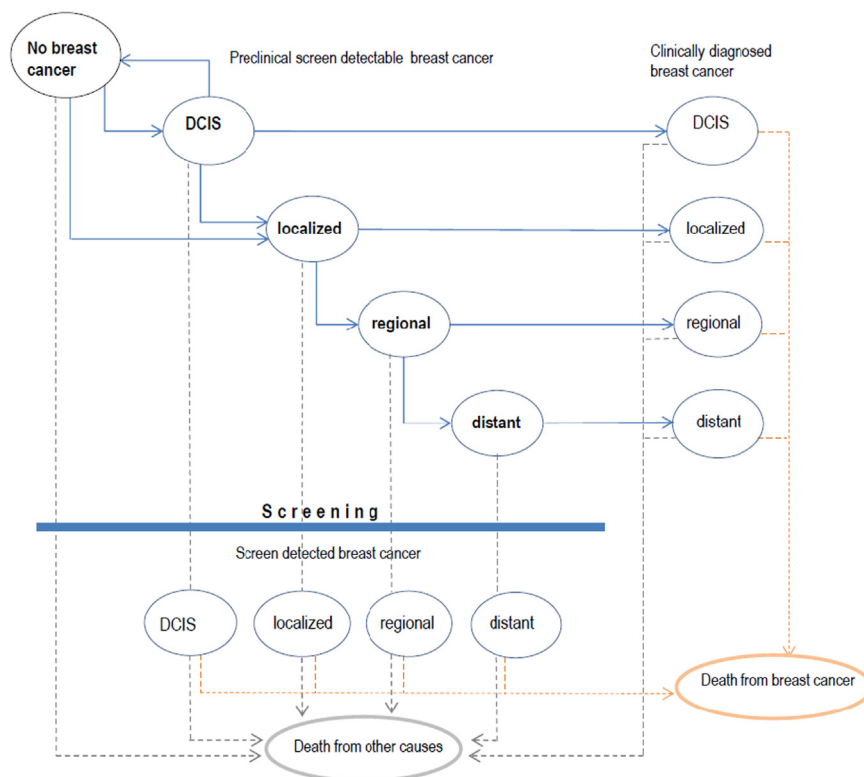 No breast
cancer
Preclinical screen detectable breast cancer
Clinically diagnosed
breast cancer
DCIS
DCIS
localized
localized
regional
regional
distant
distant
Screening
Screen detected breast cancer
DCIS
localized
regional
distant
Death from breast cancer
Death from other causes